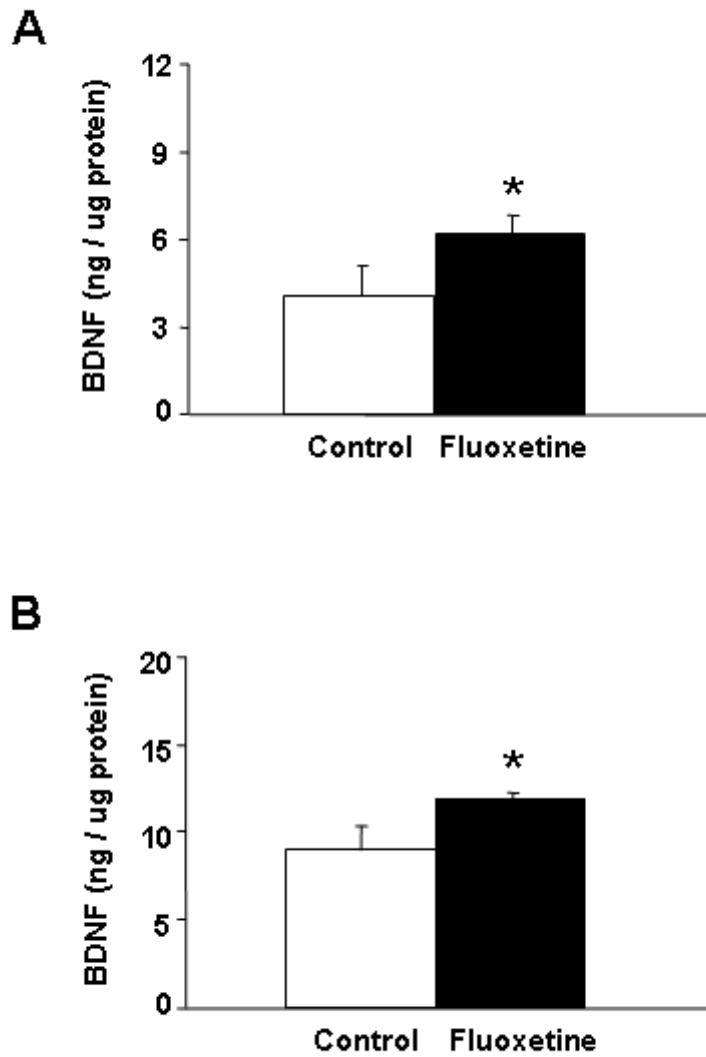 A
BDNF (ng / ug protein)
12
9
6
3
0
*
Control Fluoxetine
B
BDNF (ng / ug protein)
20
15
10
5
0
*
Control Fluoxetine